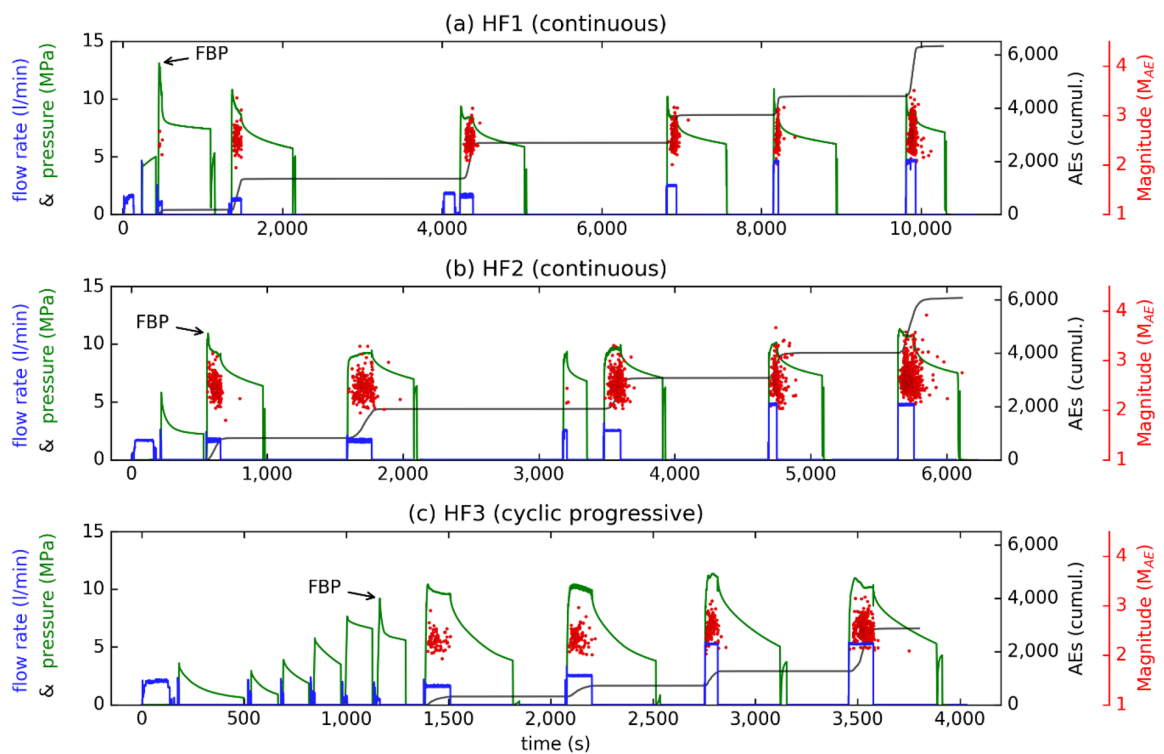 (a) HF1 (continuous)
flow rate (l/min)
& pressure (MPa)
15
10
5
0
FBP
6,000
4,000
2,000
0
AEs (cumul.)
4
3
2
1
Magnitude (M_AE)
0 2,000 4,000 6,000 8,000 10,000
(b) HF2 (continuous)
flow rate (l/min)
& pressure (MPa)
15
10
5
0
FBP
6,000
4,000
2,000
0
AEs (cumul.)
4
3
2
1
Magnitude (M_AE)
0 1,000 2,000 3,000 4,000 5,000 6,000
(c) HF3 (cyclic progressive)
flow rate (l/min)
& pressure (MPa)
15
10
5
0
FBP
6,000
4,000
2,000
0
AEs (cumul.)
4
3
2
1
Magnitude (M_AE)
0 500 1,000 1,500 2,000 2,500 3,000 3,500 4,000
time (s)